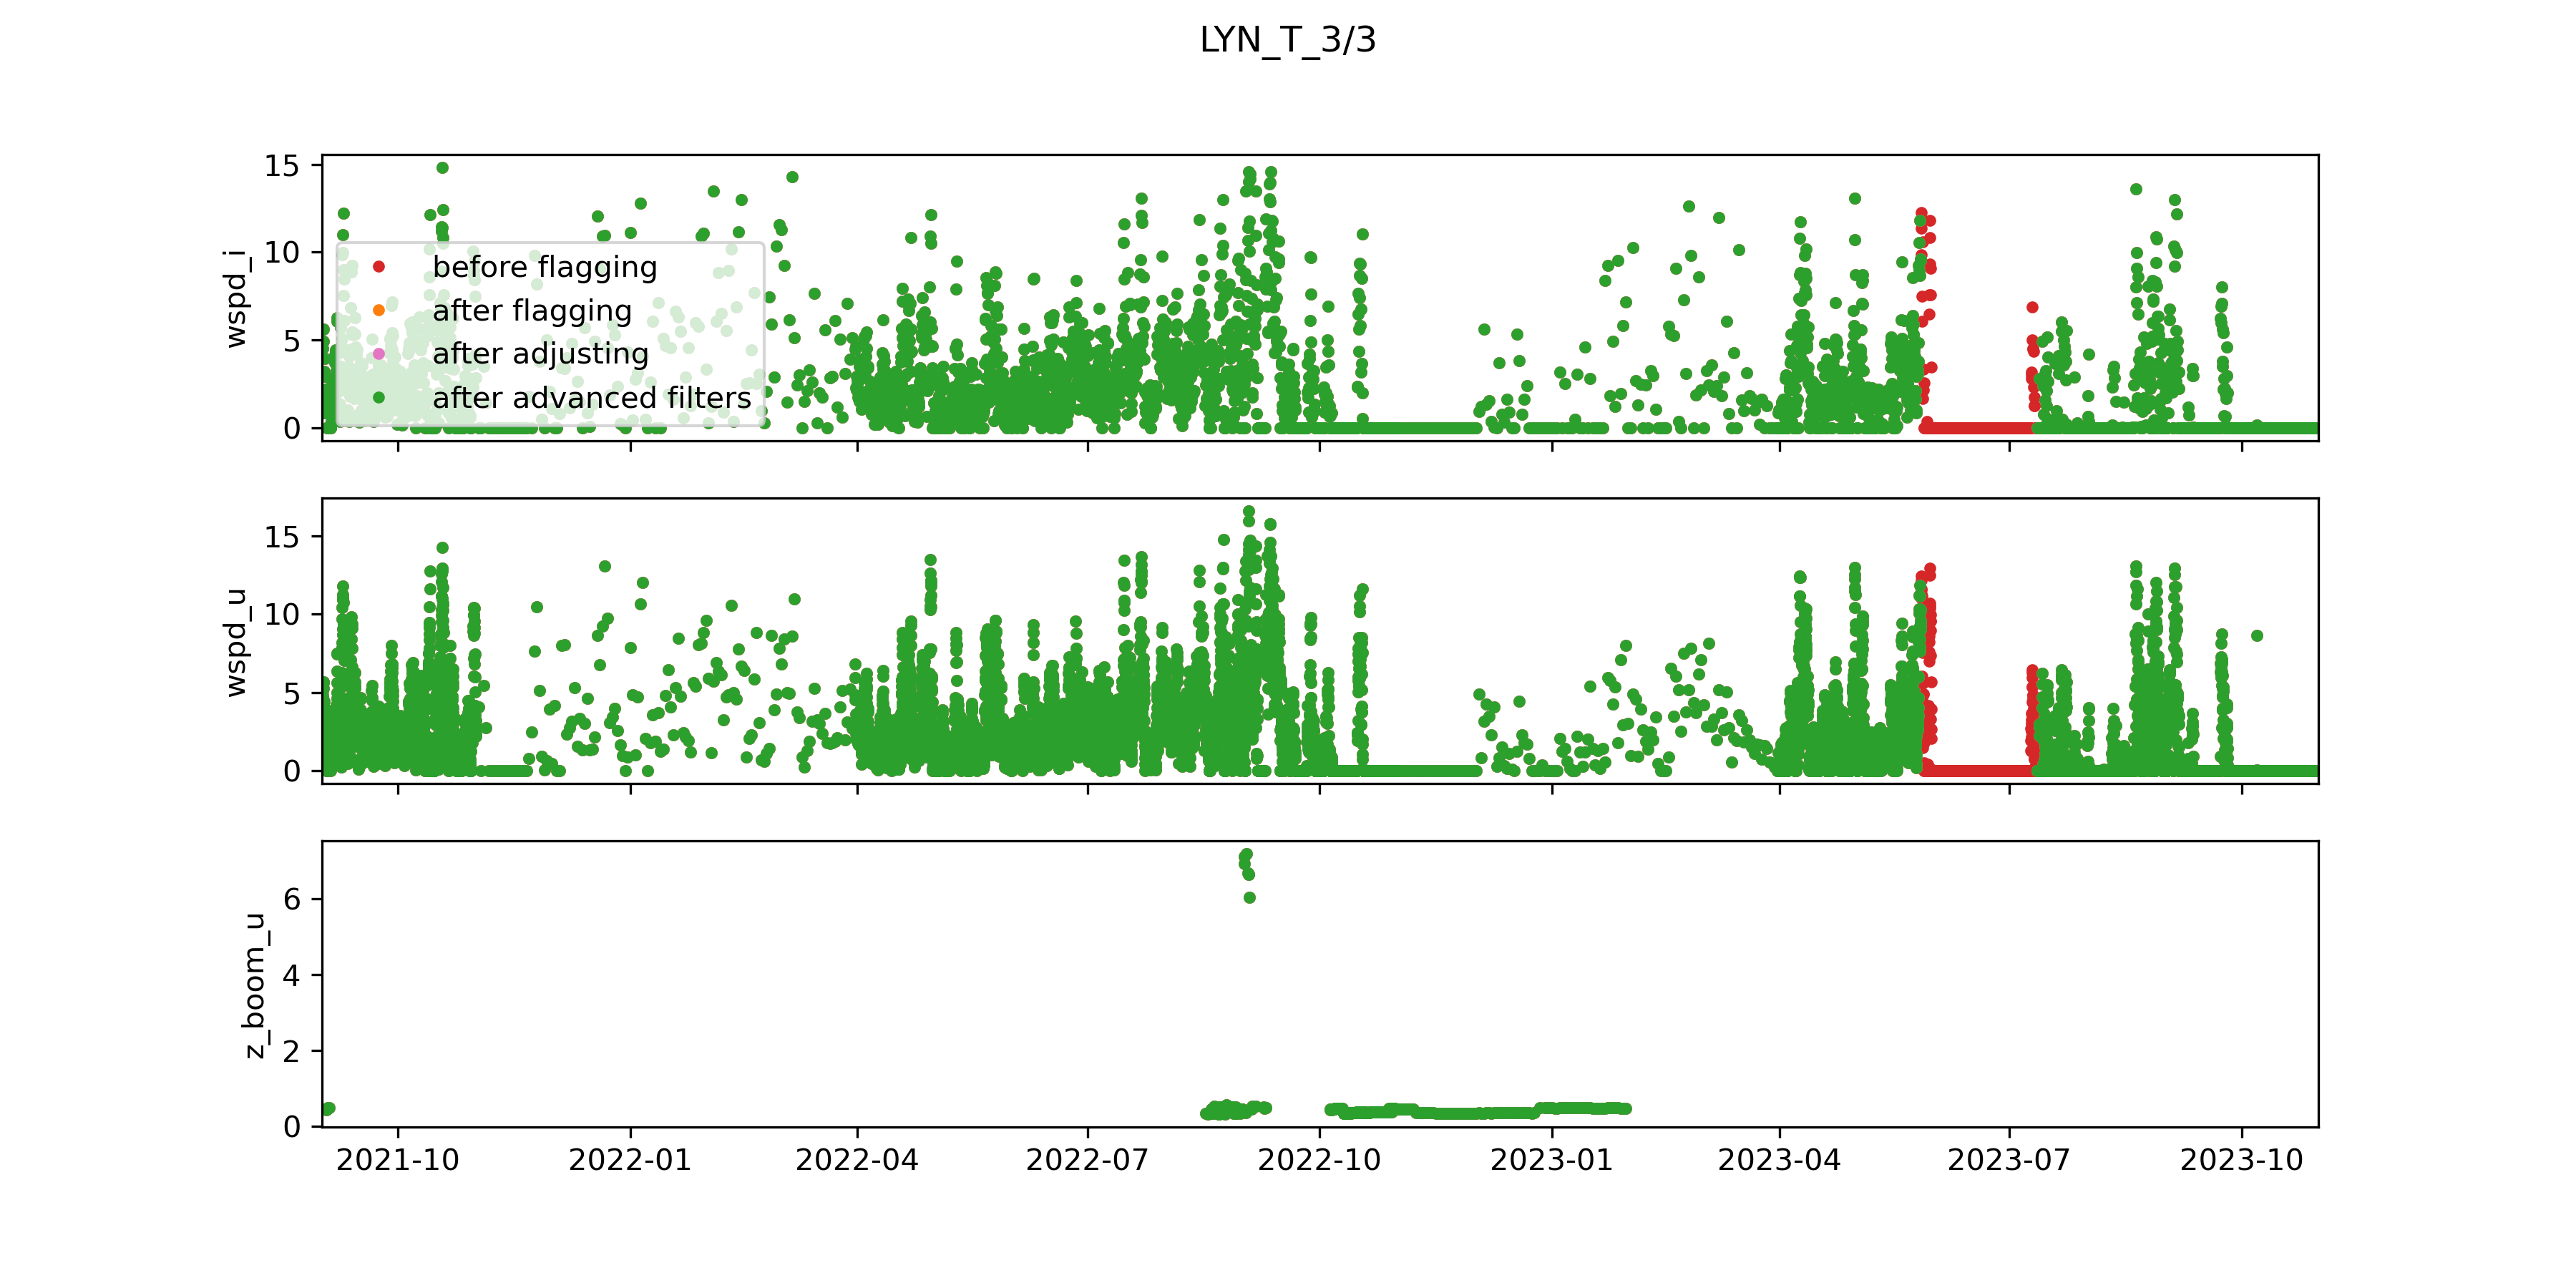 LYN_T_3/3
wspd_i
15
10
5
0
before flagging
after flagging
after adjusting
after advanced filters
wspd_u
15
10
5
0
z_boom_u
6
4
2
0
2021-10 2022-01 2022-04 2022-07 2022-10 2023-01 2023-04 2023-07 2023-10